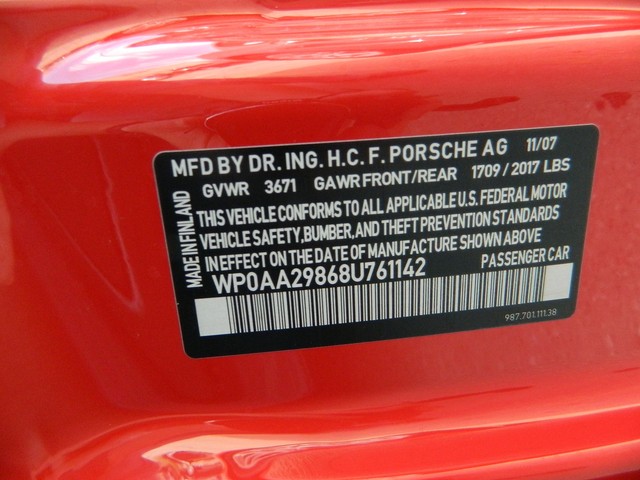 MFD BY DR. ING. H.C. F. PORSCHE AG 11/07
GVWR 3671 GAWR FRONT/REAR 1709 / 2017 LBS
THIS VEHICLE CONFORMS TO ALL APPLICABLE U.S. FEDERAL MOTOR
VEHICLE SAFETY, BUMPER, AND THEFT PREVENTION STANDARDS
IN EFFECT ON THE DATE OF MANUFACTURE SHOWN ABOVE
WP0AA29868U761142 PASSENGER CAR
987.701.111.38
MADE IN FINLAND